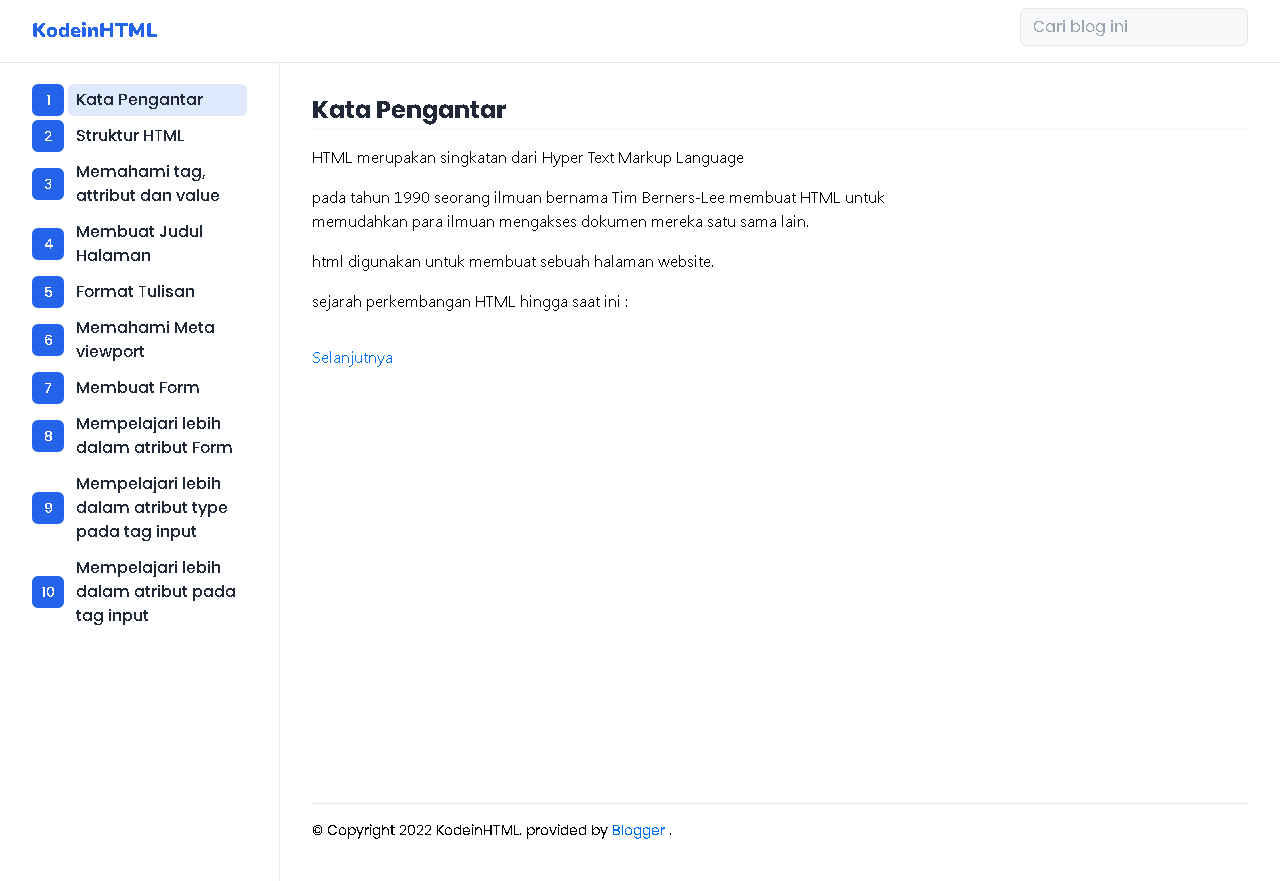 KodeinHTML
Cari blog ini
1 Kata Pengantar
2 Struktur HTML
3 Memahami tag,
attribut dan value
4 Membuat Judul
Halaman
5 Format Tulisan
6 Memahami Meta
viewport
7 Membuat Form
8 Mempelajari lebih
dalam atribut Form
9 Mempelajari lebih
dalam atribut type
pada tag input
10 Mempelajari lebih
dalam atribut pada
tag input
Kata Pengantar
HTML merupakan singkatan dari Hyper Text Markup Language
pada tahun 1990 seorang ilmuan bernama Tim Berners-Lee membuat HTML untuk
memudahkan para ilmuan mengakses dokumen mereka satu sama lain.
html digunakan untuk membuat sebuah halaman website.
sejarah perkembangan HTML hingga saat ini :
Selanjutnya
© Copyright 2022 KodeinHTML. provided by Blogger .